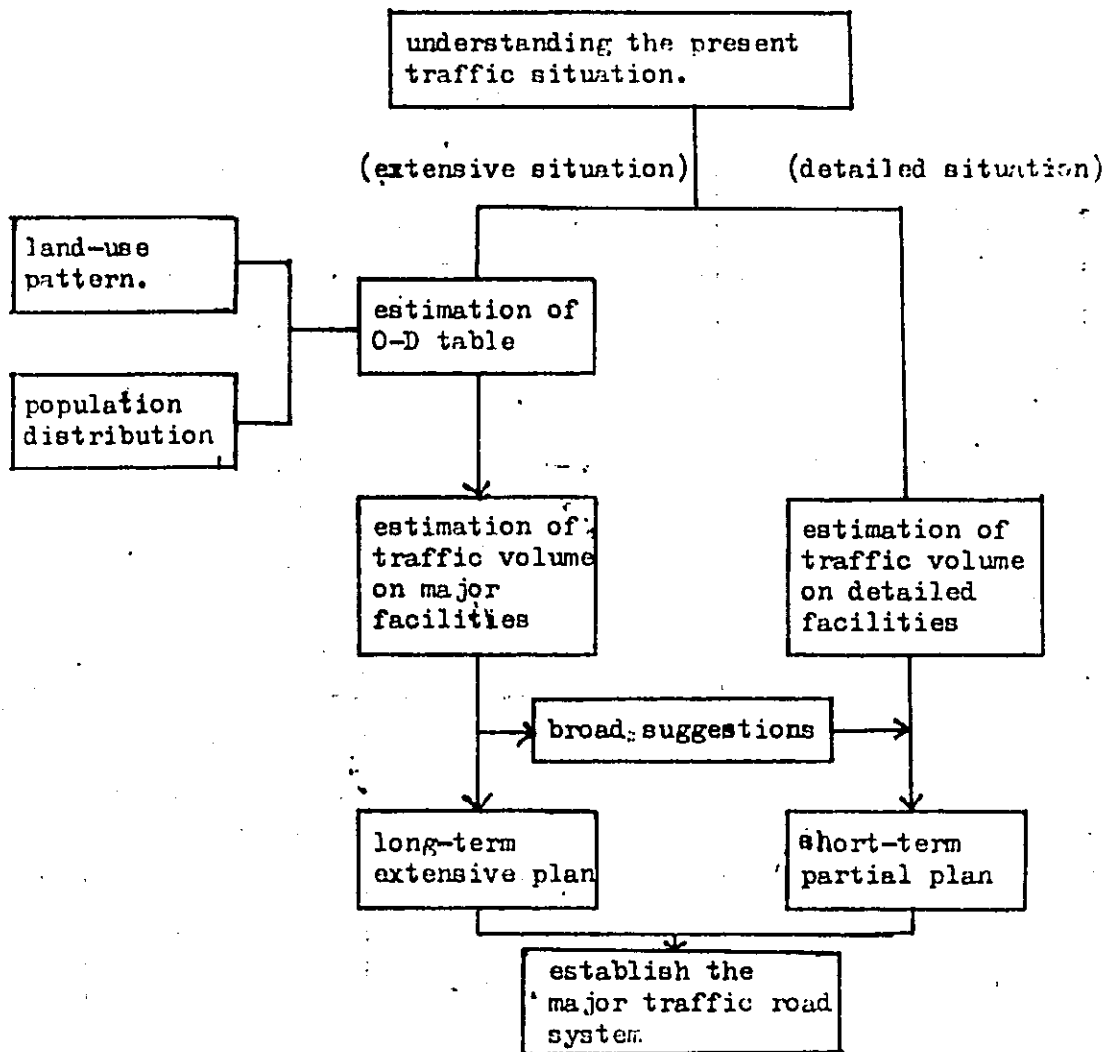 understanding the present
traffic situation.
(extensive situation)
(detailed situation)
land-use
pattern.
estimation of
O-D table
population
distribution
estimation of
traffic volume
on major
facilities
estimation of
traffic volume
on detailed
facilities
broad suggestions
long-term
extensive plan
short-term
partial plan
establish the
major traffic road
system